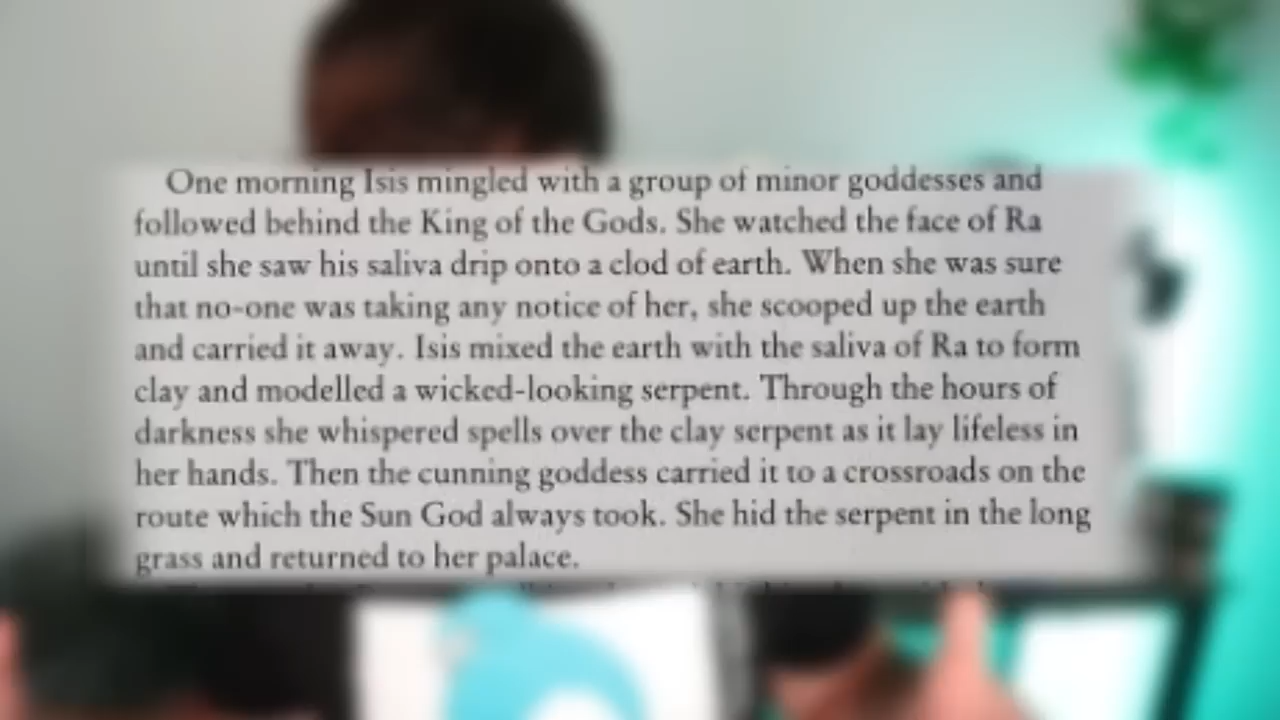 One morning Isis mingled with a group of minor goddesses and
followed behind the King of the Gods. She watched the face of Ra
until she saw his saliva drip onto a clod of earth. When she was sure
that no-one was taking any notice of her, she scooped up the earth
and carried it away. Isis mixed the earth with the saliva of Ra to form
clay and modelled a wicked-looking serpent. Through the hours of
darkness she whispered spells over the clay serpent as it lay lifeless in
her hands. Then the cunning goddess carried it to a crossroads on the
route which the Sun God always took. She hid the serpent in the long
grass and returned to her palace.